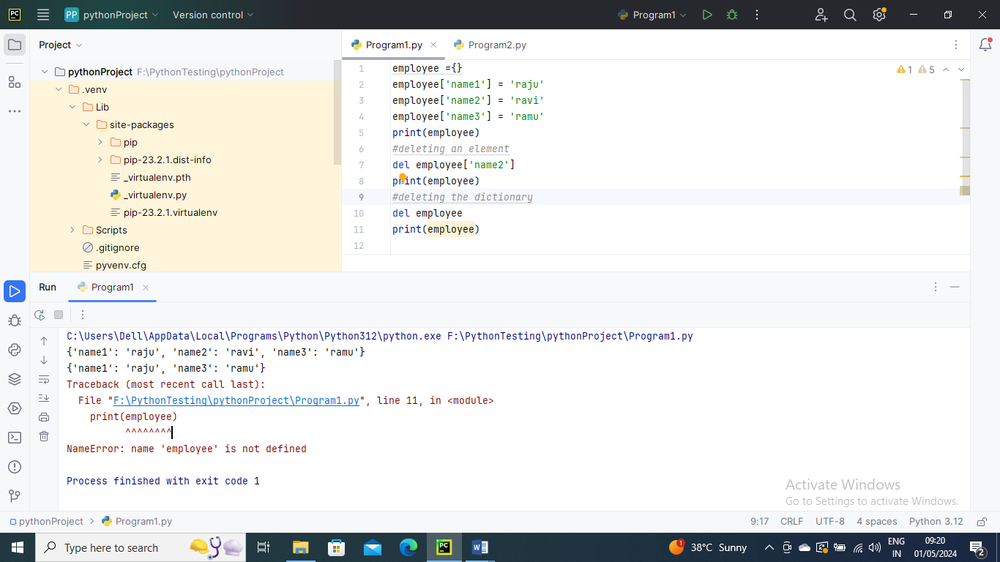 PC
PP pythonProject Version control Program1
Project
pythonProject F:\PythonTesting\pythonProject
.venv
Lib
site-packages
pip
pip-23.2.1.dist-info
_virtualenv.pth
_virtualenv.py
pip-23.2.1.virtualenv
Scripts
.gitignore
pyvenv.cfg
Program1.py Program2.py
1 5
1 employee ={}
2 employee['name1'] = 'raju'
3 employee['name2'] = 'ravi'
4 employee['name3'] = 'ramu'
5 print(employee)
6 #deleting an element
7 del employee['name2']
8 print(employee)
9 #deleting the dictionary
10 del employee
11 print(employee)
12
Run Program1
C:\Users\Dell\AppData\Local\Programs\Python\Python312\python.exe F:\PythonTesting\pythonProject\Program1.py
{'name1': 'raju', 'name2': 'ravi', 'name3': 'ramu'}
{'name1': 'raju', 'name3': 'ramu'}
Traceback (most recent call last):
File "F:\PythonTesting\pythonProject\Program1.py", line 11, in <module>
print(employee)
^^^^^^^^
NameError: name 'employee' is not defined
Process finished with exit code 1
Activate Windows
Go to Settings to activate Windows.
pythonProject > Program1.py 9:17 CRLF UTF-8 4 spaces Python 3.12
Type here to search
PC
W
1
38°C Sunny
ENG
IN
09:20
01/05/2024
2